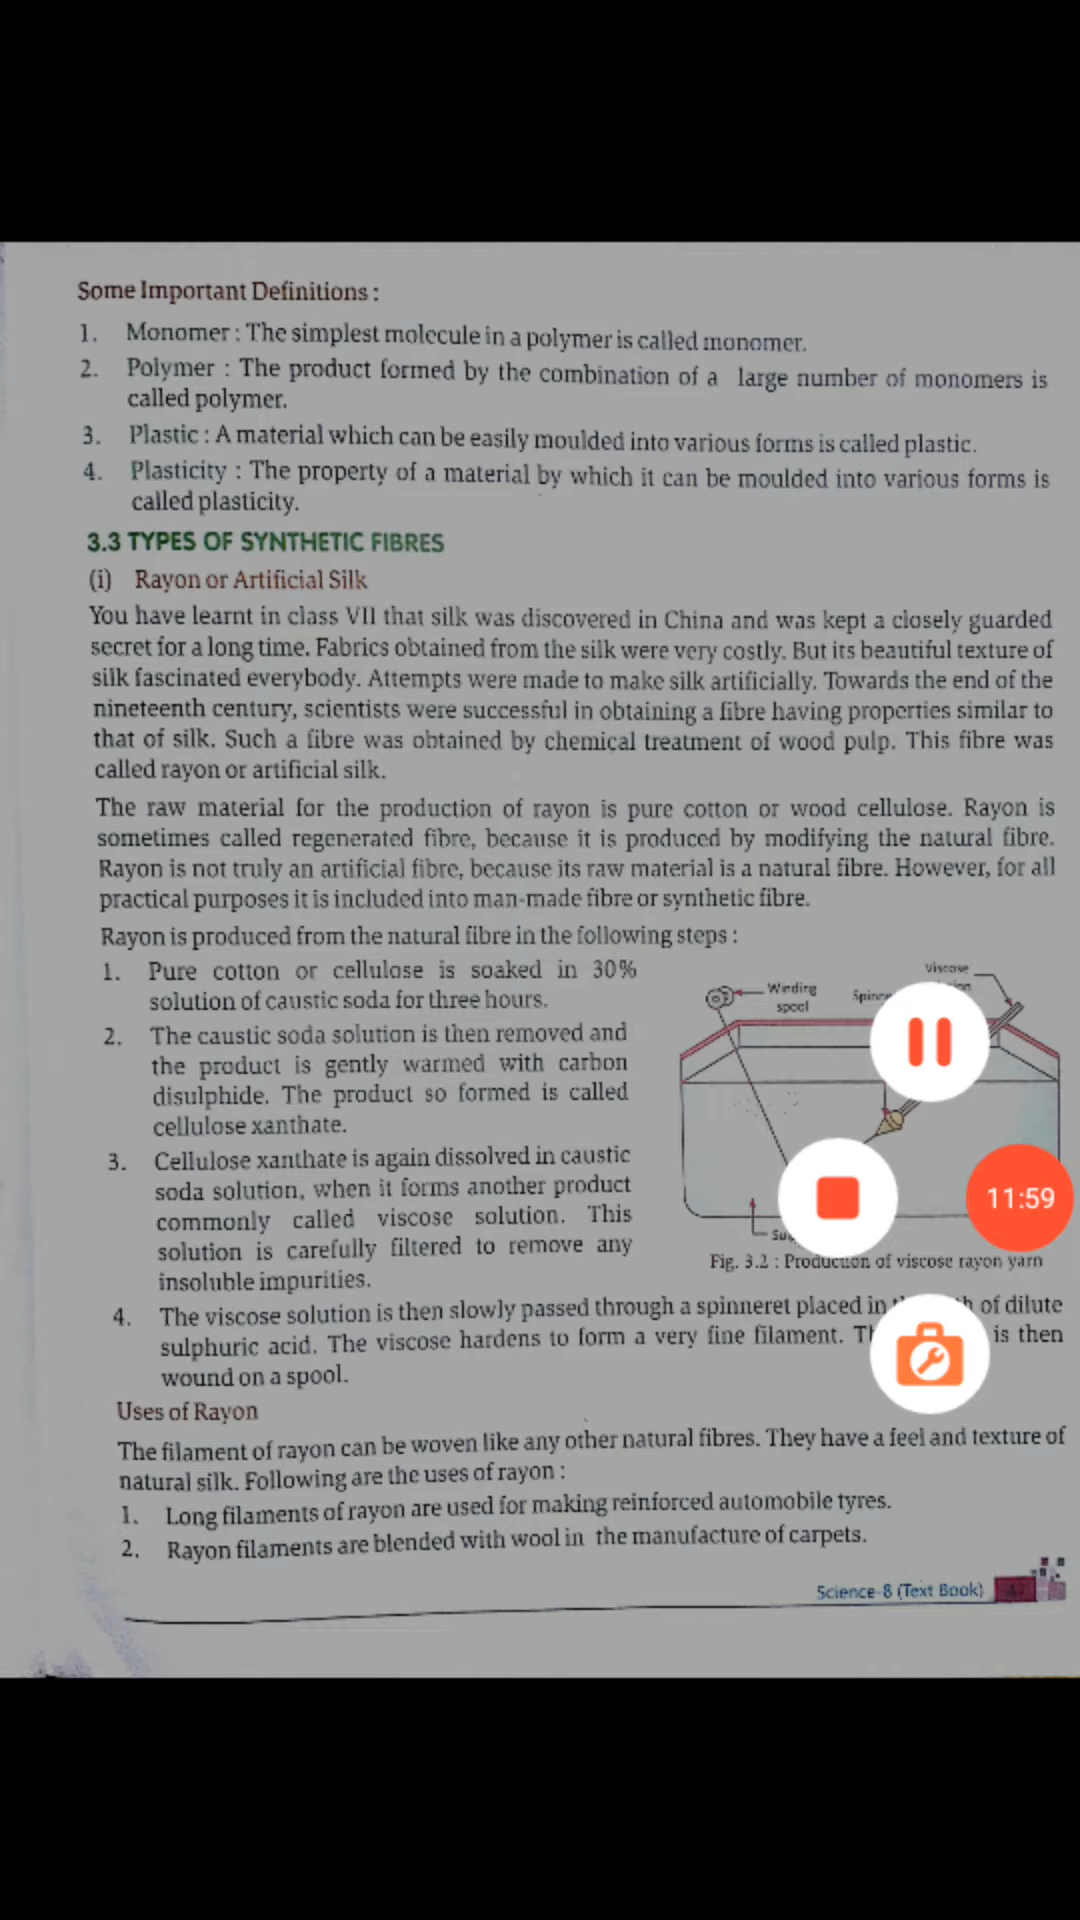 Some Important Definitions :
1. Monomer : The simplest molecule in a polymer is called monomer.
2. Polymer : The product formed by the combination of a large number of monomers is
called polymer.
3. Plastic : A material which can be easily moulded into various forms is called plastic.
4. Plasticity : The property of a material by which it can be moulded into various forms is
called plasticity.
3.3 TYPES OF SYNTHETIC FIBRES
(i) Rayon or Artificial Silk
You have learnt in class VII that silk was discovered in China and was kept a closely guarded
secret for a long time. Fabrics obtained from the silk were very costly. But its beautiful texture of
silk fascinated everybody. Attempts were made to make silk artificially. Towards the end of the
nineteenth century, scientists were successful in obtaining a fibre having properties similar to
that of silk. Such a fibre was obtained by chemical treatment of wood pulp. This fibre was
called rayon or artificial silk.
The raw material for the production of rayon is pure cotton or wood cellulose. Rayon is
sometimes called regenerated fibre, because it is produced by modifying the natural fibre.
Rayon is not truly an artificial fibre, because its raw material is a natural fibre. However, for all
practical purposes it is included into man-made fibre or synthetic fibre.
Rayon is produced from the natural fibre in the following steps :
1. Pure cotton or cellulose is soaked in 30%
solution of caustic soda for three hours.
2. The caustic soda solution is then removed and
the product is gently warmed with carbon
disulphide. The product so formed is called
cellulose xanthate.
3. Cellulose xanthate is again dissolved in caustic
soda solution, when it forms another product
commonly called viscose solution. This
solution is carefully filtered to remove any
insoluble impurities.
Viscose
Winding
spool
11:59
Fig. 3.2 : Production of viscose rayon yarn
4. The viscose solution is then slowly passed through a spinneret placed in of dilute
sulphuric acid. The viscose hardens to form a very fine filament. is then
wound on a spool.
Uses of Rayon
The filament of rayon can be woven like any other natural fibres. They have a feel and texture of
natural silk. Following are the uses of rayon :
1. Long filaments of rayon are used for making reinforced automobile tyres.
2. Rayon filaments are blended with wool in the manufacture of carpets.
Science-8 (Text Book)